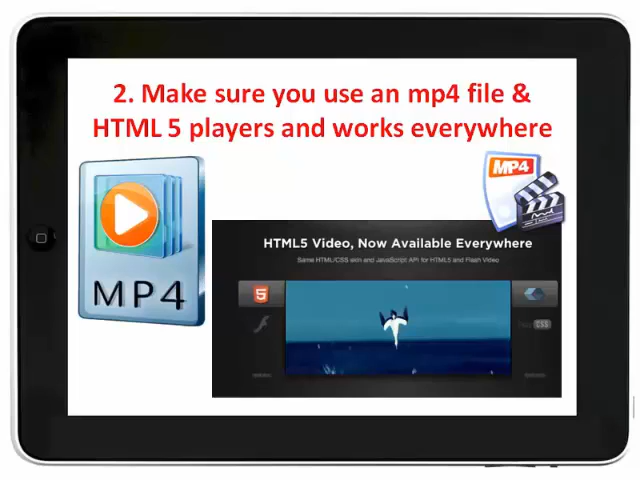 2. Make sure you use an mp4 file &
HTML 5 players and works everywhere
MP4
MP4
HTML5 Video, Now Available Everywhere
Same HTML/CSS skin and JavaScript API for HTML5 and Flash Video
5
CSS